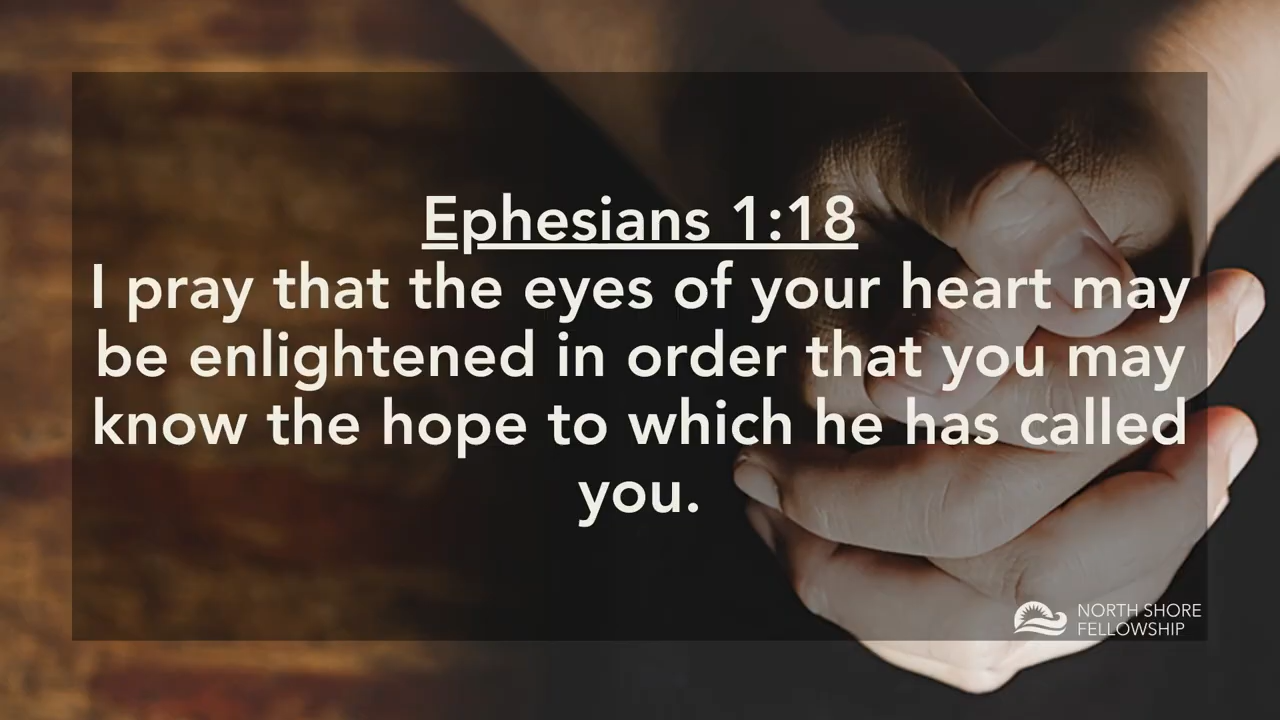 Ephesians 1:18
I pray that the eyes of your heart may
be enlightened in order that you may
know the hope to which he has called
you.
NORTH SHORE
FELLOWSHIP